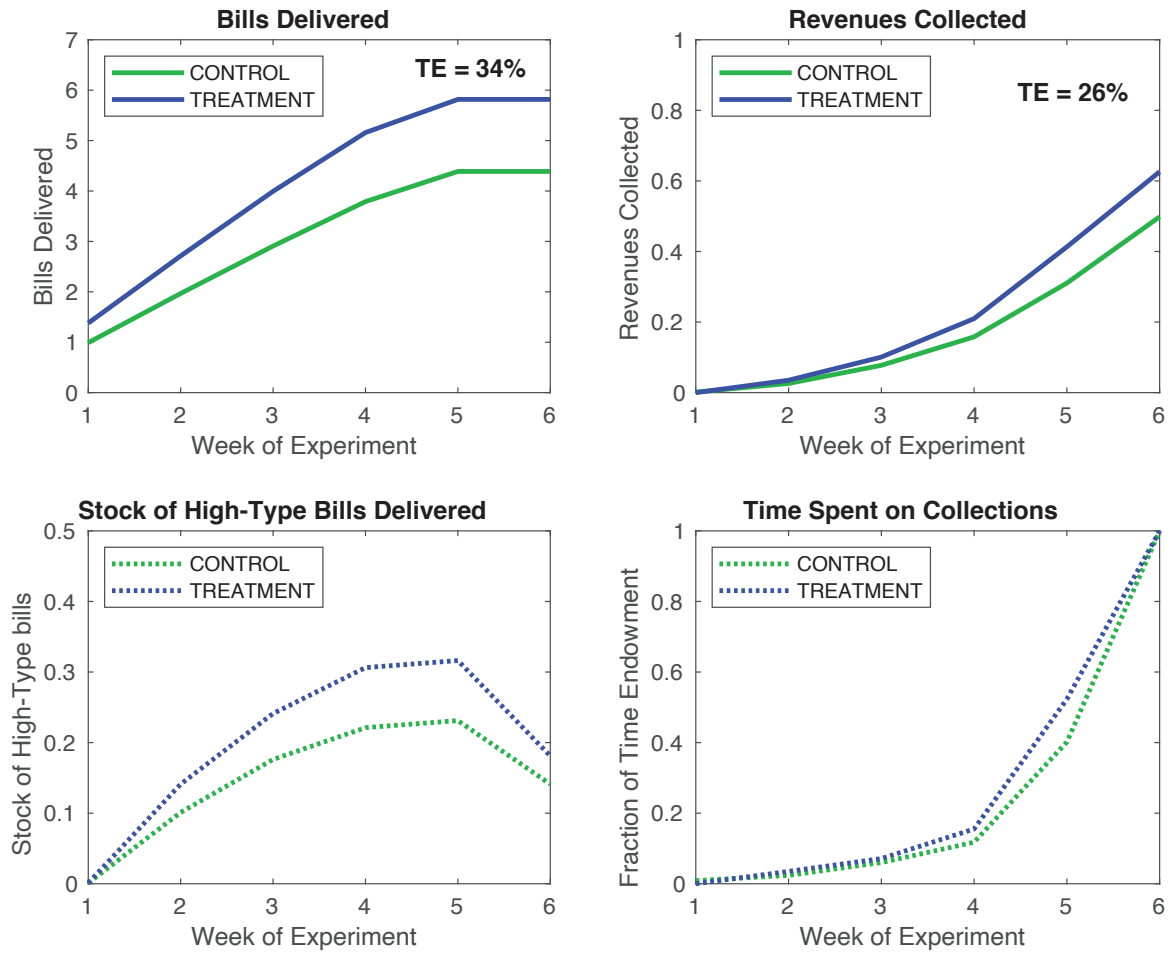 Bills Delivered
7
6
5
4
3
2
1
0
Bills Delivered
CONTROL
TREATMENT
TE = 34%
1 2 3 4 5 6
Week of Experiment
Revenues Collected
1
0.8
0.6
0.4
0.2
0
Revenues Collected
CONTROL
TREATMENT
TE = 26%
1 2 3 4 5 6
Week of Experiment
Stock of High-Type Bills Delivered
0.5
0.4
0.3
0.2
0.1
0
Stock of High-Type bills
CONTROL
TREATMENT
1 2 3 4 5 6
Week of Experiment
Time Spent on Collections
1
0.8
0.6
0.4
0.2
0
Fraction of Time Endowment
CONTROL
TREATMENT
1 2 3 4 5 6
Week of Experiment